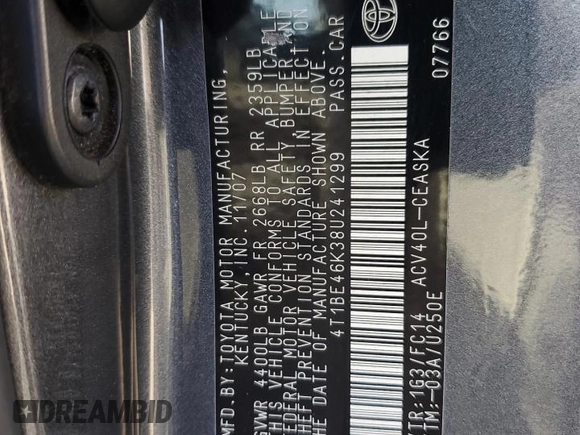 MFD.BY:TOYOTA MOTOR MANUFACTURING,
KENTUCKY, INC. 11/07
GVWR 4400LB GAWR FR 2668LB RR 2359LB
THIS VEHICLE CONFORMS TO ALL APPLICABLE
FEDERAL MOTOR VEHICLE SAFETY, BUMPER, AND
THEFT PREVENTION STANDARDS IN EFFECT ON
THE DATE OF MANUFACTURE SHOWN ABOVE.
4T1BE46K38U241299 PASS.CAR
/TR:1G3/FC14 ACV40L-CEASKA
/TM:-03A/U250E 07766
DREAMBID